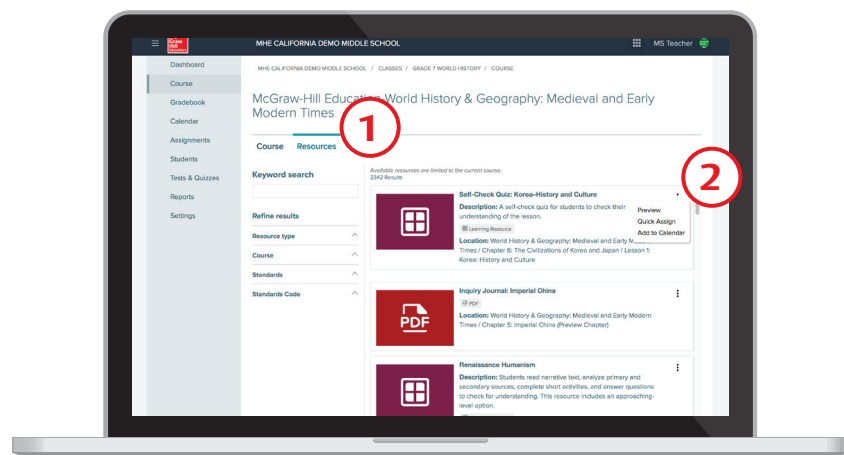 Graw
Hill
Education
MHE CALIFORNIA DEMO MIDDLE SCHOOL
MS Teacher
Dashboard
Course
Gradebook
Calendar
Assignments
Students
Tests & Quizzes
Reports
Settings
MHE CALIFORNIA DEMO MIDDLE SCHOOL / CLASSES / GRADE 7 WORLD HISTORY / COURSE
McGraw-Hill Education World History & Geography: Medieval and Early
Modern Times
1
Course Resources
Keyword search
Refine results
Resource type
Course
Standards
Standards Code
Available resources are limited to the current course.
2342 Results
2
Self-Check Quiz: Korea–History and Culture
Description: A self-check quiz for students to check their
understanding of the lesson.
Learning Resource
Location: World History & Geography: Medieval and Early
Times / Chapter 6: The Civilizations of Korea and Japan / Lesson 1:
Korea: History and Culture
Preview
Quick Assign
Add to Calendar
PDF
Inquiry Journal: Imperial China
PDF
Location: World History & Geography: Medieval and Early Modern
Times / Chapter 5: Imperial China (Preview Chapter)
Renaissance Humanism
Description: Students read narrative text, analyze primary and
secondary sources, complete short activities, and answer questions
to check for understanding. This resource includes an approaching-
level option.